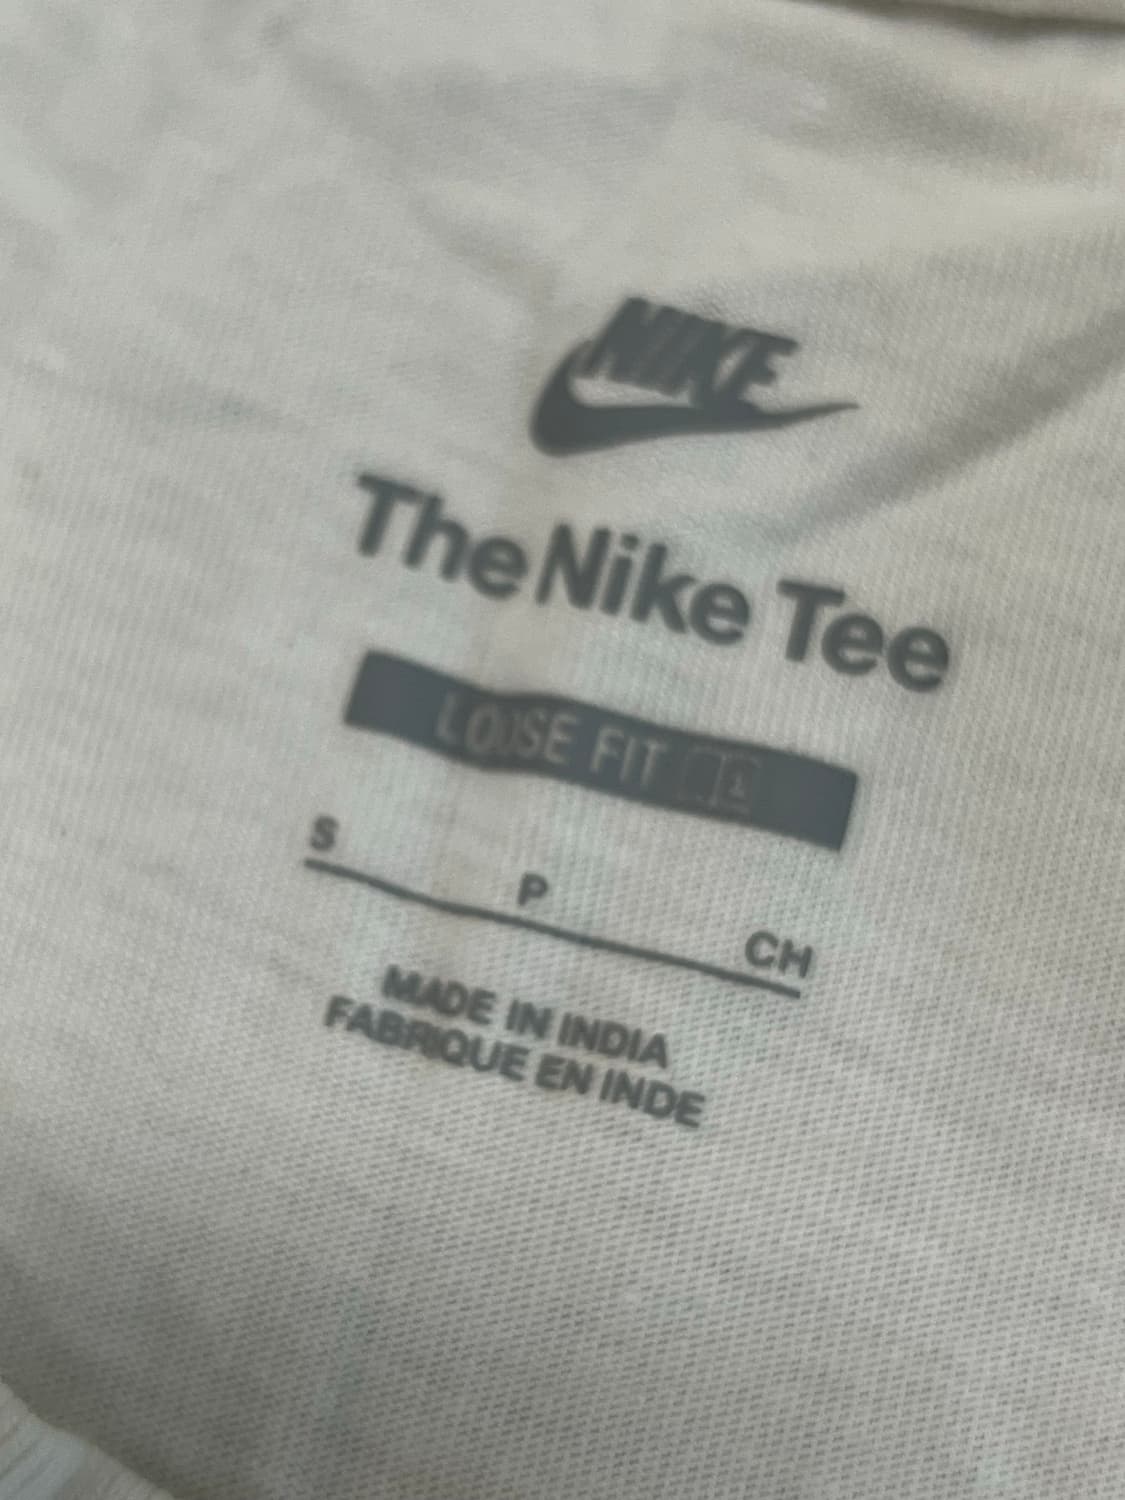 NIKE
The Nike Tee
LOOSE FIT
S P CH
MADE IN INDIA
FABRIQUE EN INDE